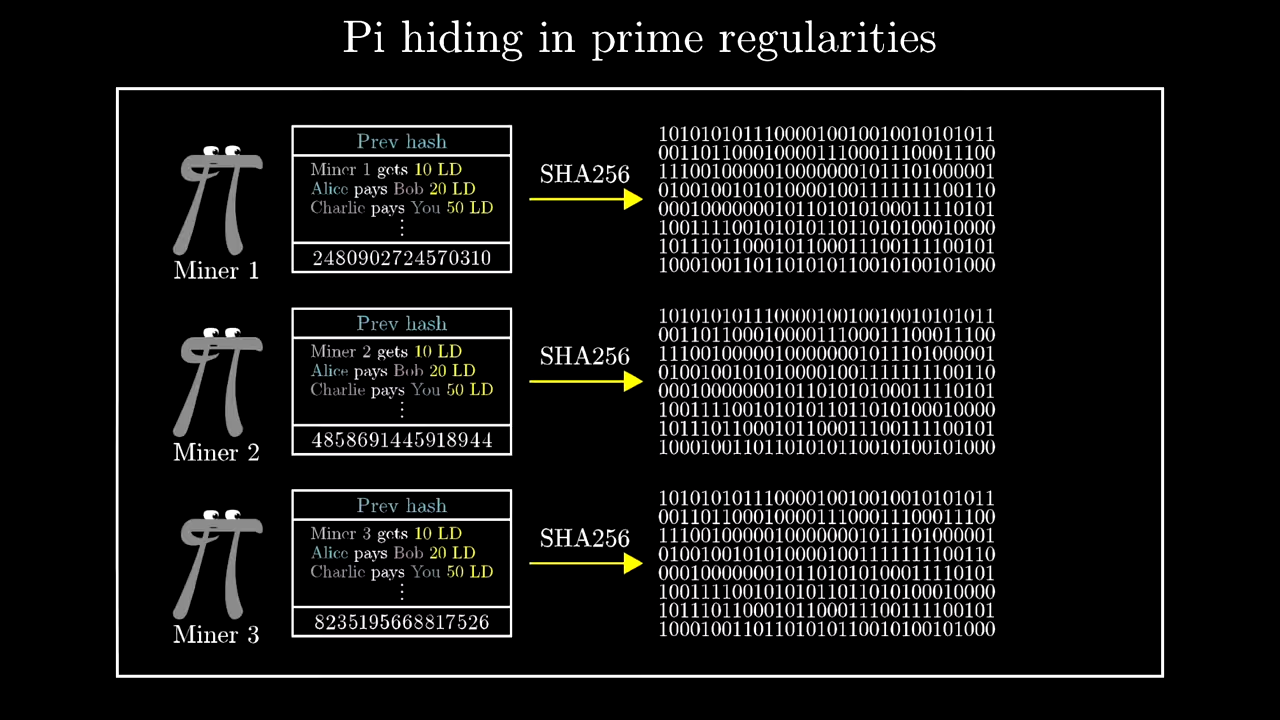 Pi hiding in prime regularities
Prev hash
Miner 1 gets 10 LD
Alice pays Bob 20 LD
Charlie pays You 50 LD
⋮
2480902724570310
Miner 1
SHA256
10101010111000010010010010101011
00110110001000011100011100011100
11100100000100000001011101000001
01001001010100001001111111100110
00010000000101101010100011110101
10011110010101011011010100010000
10111011000101100011100111100101
10001001101101010110010100101000
Prev hash
Miner 2 gets 10 LD
Alice pays Bob 20 LD
Charlie pays You 50 LD
⋮
4858691445918944
Miner 2
SHA256
10101010111000010010010010101011
00110110001000011100011100011100
11100100000100000001011101000001
01001001010100001001111111100110
00010000000101101010100011110101
10011110010101011011010100010000
10111011000101100011100111100101
10001001101101010110010100101000
Prev hash
Miner 3 gets 10 LD
Alice pays Bob 20 LD
Charlie pays You 50 LD
⋮
8235195668817526
Miner 3
SHA256
10101010111000010010010010101011
00110110001000011100011100011100
11100100000100000001011101000001
01001001010100001001111111100110
00010000000101101010100011110101
10011110010101011011010100010000
10111011000101100011100111100101
10001001101101010110010100101000